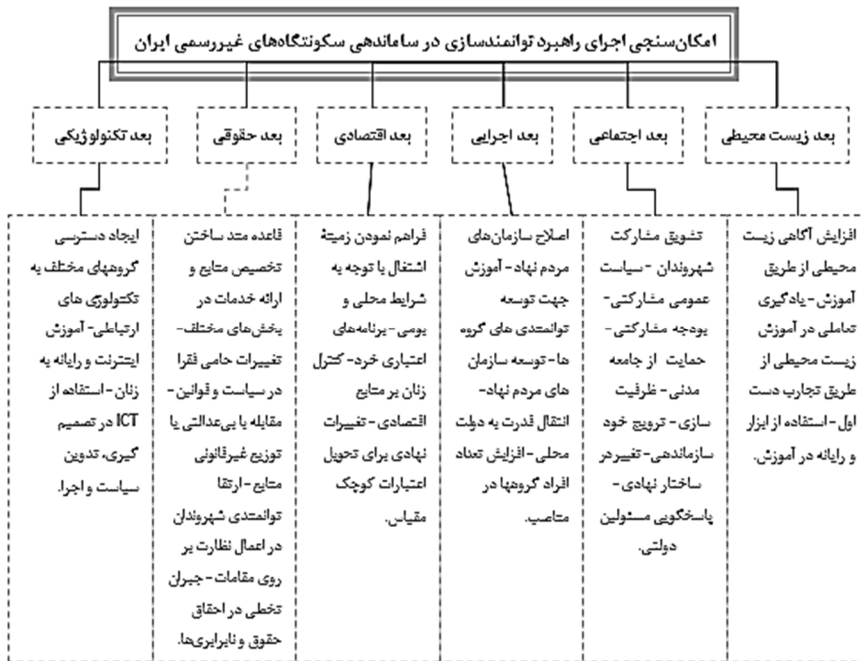 امکان‌سنجی اجرای راهبرد توانمندسازی در ساماندهی سکونتگاه‌های غیررسمی ایران
بعد زیست محیطی
بعد اجتماعی
بعد اجرایی
بعد اقتصادی
بعد حقوقی
بعد تکنولوژیکی
افزایش آگاهی زیست
محیطی از طریق
آموزش-یادگیری
تعاملی در آموزش
زیست محیطی از
طریق تجارب دست
اول-استفاده از ابزار
و رایانه در آموزش.
تشویق مشارکت
شهروندان-سیاست
عمومی مشارکتی-
بودجه مشارکتی-
حمایت از جامعه
مدنی-ظرفیت
سازی-ترویج خود
سازماندهی-تغییر در
ساختار نهادی-
پاسخگویی مسئولین
دولتی.
اصلاح سازمان‌های
مردم نهاد-آموزش
جهت توسعه
توانمندی های گروه
ها-توسعه سازمان
های مردم نهاد-
انتقال قدرت به دولت
محلی-افزایش تعداد
افراد گروهها در
مناصب.
فراهم نمودن زمینۀ
اشتغال با توجه به
شرایط محلی و
بومی-برنامه‌های
اعتباری خرد-کنترل
زنان بر منابع
اقتصادی-تغییرات
نهادی برای تحویل
اعتبارات کوچک
مقیاس.
قاعده مند ساختن
تخصیص منابع و
ارائه خدمات در
بخش‌های مختلف-
تغییرات حامی فقرا
در سیاست و قوانین-
مقابله با بی‌عدالتی یا
توزیع غیرقانونی
منابع-ارتقا
توانمندی شهروندان
در اعمال نظارت بر
روی مقامات-جبران
تخطی در احقاق
حقوق و نابرابری‌ها.
ایجاد دسترسی
گروههای مختلف به
تکنولوژی های
ارتباطی-آموزش
اینترنت و رایانه به
زنان-استفاده از
ICT در تصمیم
گیری، تدوین
سیاست و اجرا.